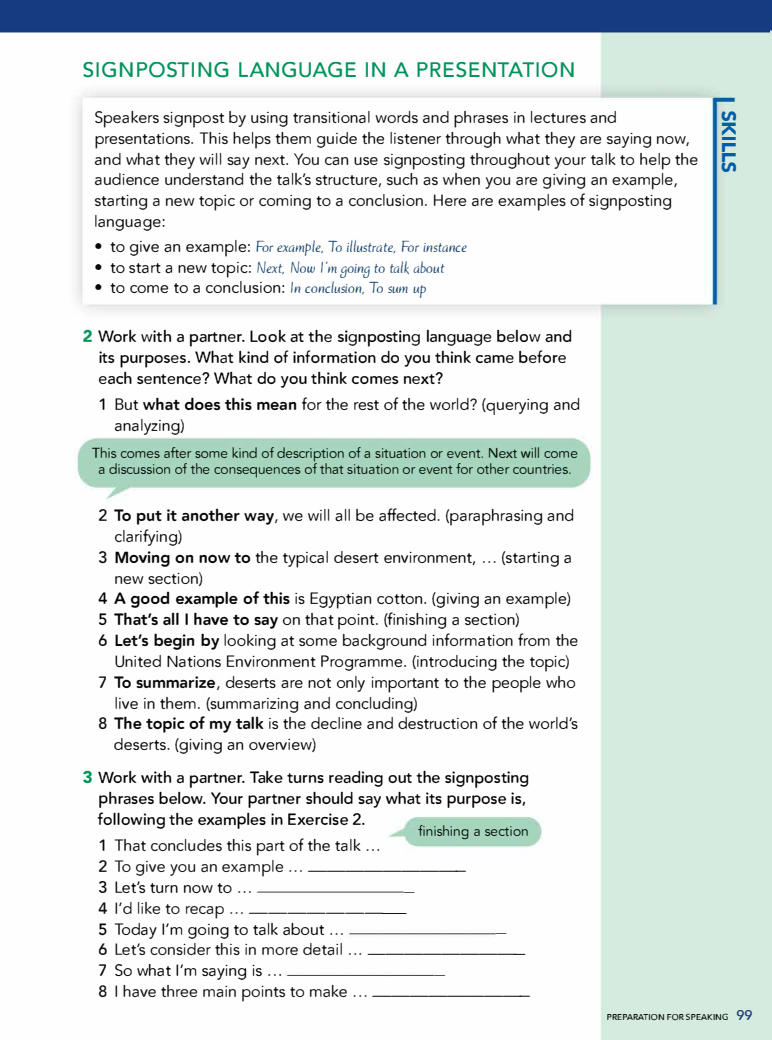 SIGNPOSTING LANGUAGE IN A PRESENTATION
SKILLS
Speakers signpost by using transitional words and phrases in lectures and
presentations. This helps them guide the listener through what they are saying now,
and what they will say next. You can use signposting throughout your talk to help the
audience understand the talk's structure, such as when you are giving an example,
starting a new topic or coming to a conclusion. Here are examples of signposting
language:
• to give an example: For example, To illustrate, For instance
• to start a new topic: Next, Now I'm going to talk about
• to come to a conclusion: In conclusion, To sum up
2 Work with a partner. Look at the signposting language below and
its purposes. What kind of information do you think came before
each sentence? What do you think comes next?
1 But what does this mean for the rest of the world? (querying and
analyzing)
This comes after some kind of description of a situation or event. Next will come
a discussion of the consequences of that situation or event for other countries.
2 To put it another way, we will all be affected. (paraphrasing and
clarifying)
3 Moving on now to the typical desert environment, … (starting a
new section)
4 A good example of this is Egyptian cotton. (giving an example)
5 That's all I have to say on that point. (finishing a section)
6 Let's begin by looking at some background information from the
United Nations Environment Programme. (introducing the topic)
7 To summarize, deserts are not only important to the people who
live in them. (summarizing and concluding)
8 The topic of my talk is the decline and destruction of the world's
deserts. (giving an overview)
3 Work with a partner. Take turns reading out the signposting
phrases below. Your partner should say what its purpose is,
following the examples in Exercise 2.
finishing a section
1 That concludes this part of the talk …
2 To give you an example … ____________________
3 Let's turn now to … ____________________
4 I'd like to recap … ____________________
5 Today I'm going to talk about … ____________________
6 Let's consider this in more detail … ____________________
7 So what I'm saying is … ____________________
8 I have three main points to make … ____________________
PREPARATION FOR SPEAKING 99